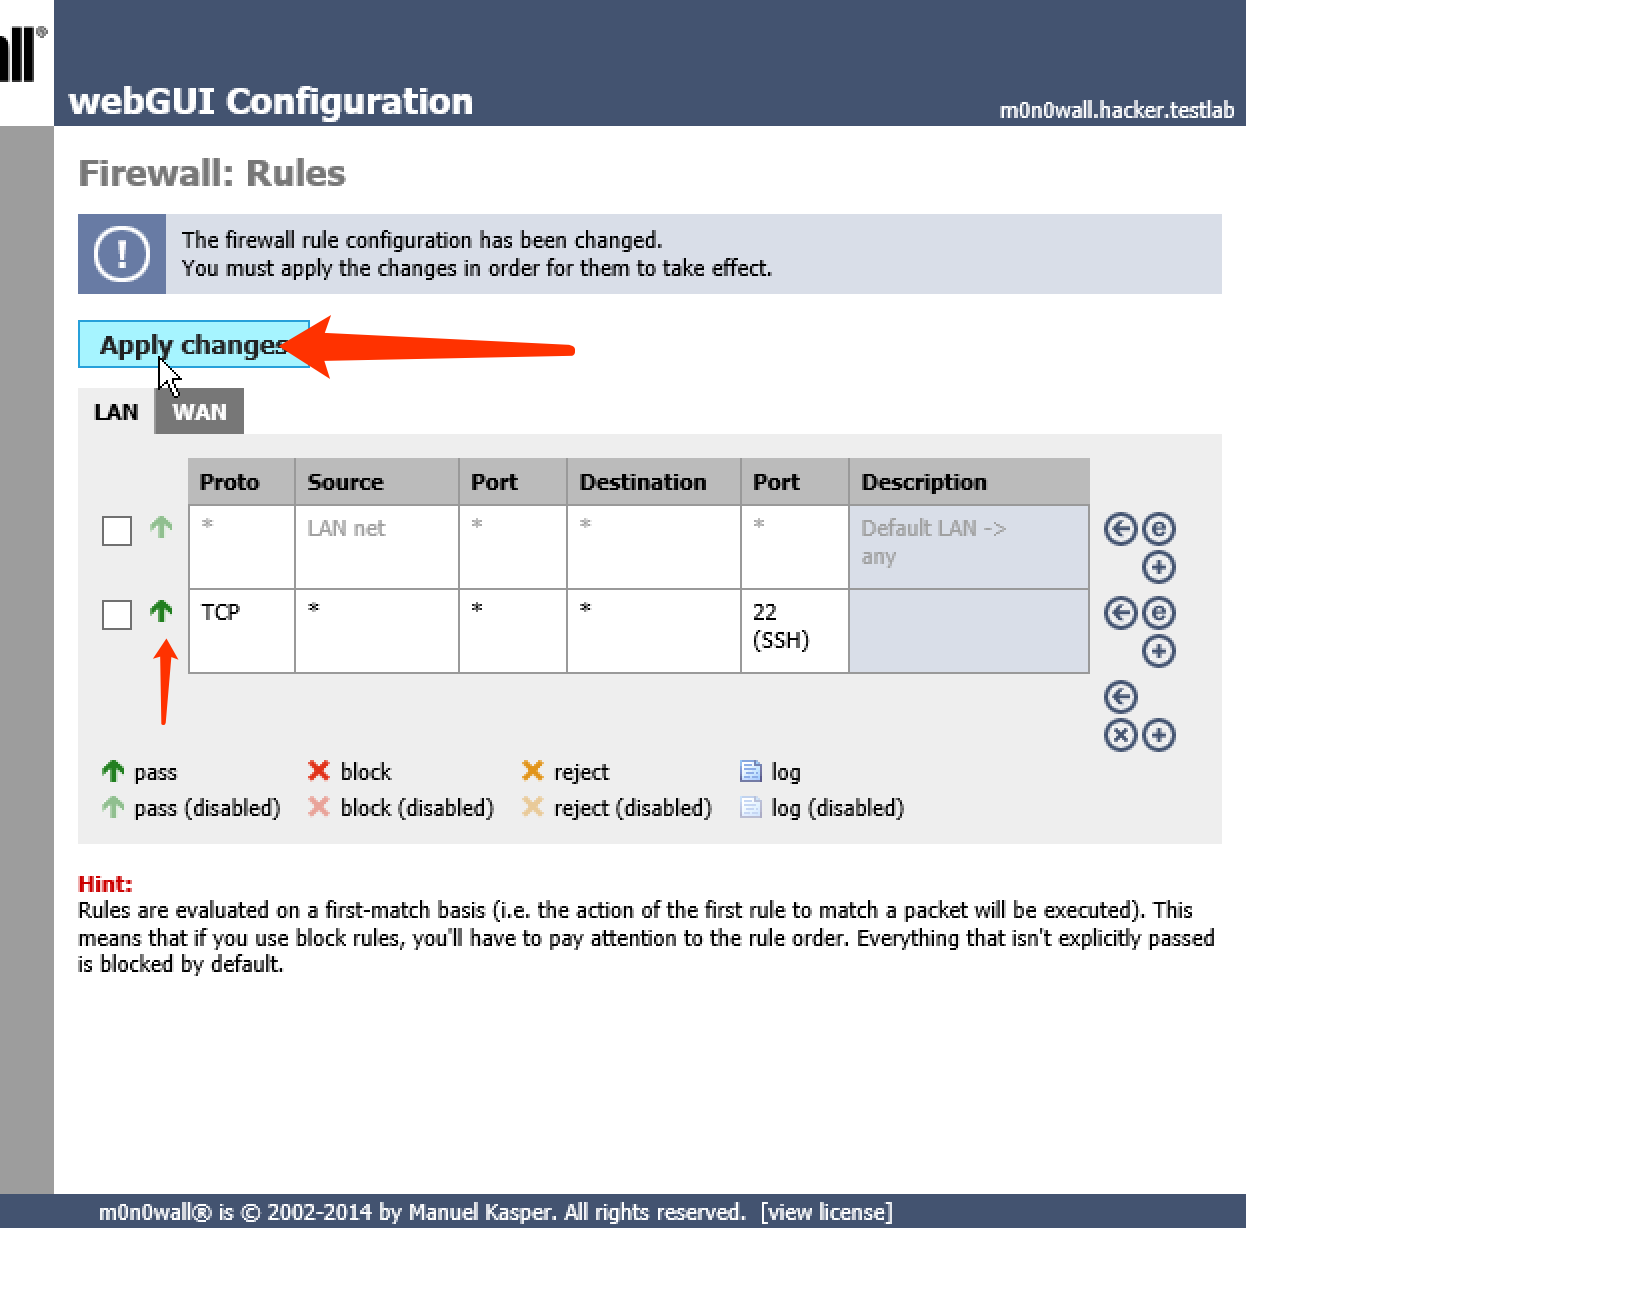 all®
webGUI Configuration
m0n0wall.hacker.testlab
Firewall: Rules
!
The firewall rule configuration has been changed.
You must apply the changes in order for them to take effect.
Apply changes
LAN WAN
Proto Source Port Destination Port Description
* LAN net * * * Default LAN ->
any
TCP * * * 22
(SSH)
pass block reject log
pass (disabled) block (disabled) reject (disabled) log (disabled)
Hint:
Rules are evaluated on a first-match basis (i.e. the action of the first rule to match a packet will be executed). This
means that if you use block rules, you'll have to pay attention to the rule order. Everything that isn't explicitly passed
is blocked by default.
m0n0wall® is © 2002-2014 by Manuel Kasper. All rights reserved. [view license]